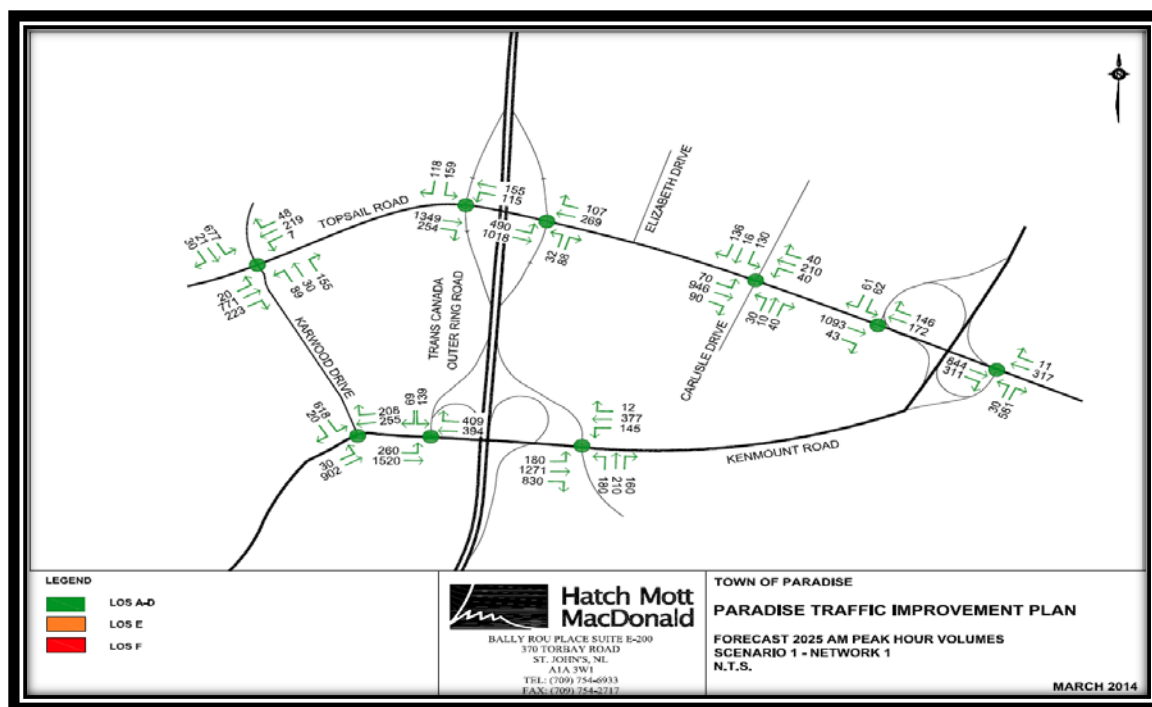 118
159
155
115
TOPSAIL ROAD
1349
254
490
1018
107
269
32
88
ELIZABETH DRIVE
48
219
7
677
21
30
20
771
223
89
30
155
136
16
130
40
210
40
70
946
90
30
10
40
CARLISLE DRIVE
61
62
146
172
1093
43
11
317
844
311
30
581
TRANS CANADA
OUTER RING ROAD
KARWOOD DRIVE
618
20
208
255
30
902
69
139
409
394
260
1520
12
377
145
180
1271
830
180
210
160
KENMOUNT ROAD
LEGEND
LOS A-D
LOS E
LOS F
Hatch Mott
MacDonald
BALLY ROU PLACE SUITE E-200
370 TORBAY ROAD
ST. JOHN'S, NL
A1A 3W1
TEL: (709) 754-6933
FAX: (709) 754-2717
TOWN OF PARADISE
PARADISE TRAFFIC IMPROVEMENT PLAN
FORECAST 2025 AM PEAK HOUR VOLUMES
SCENARIO 1 - NETWORK 1
N.T.S.
MARCH 2014